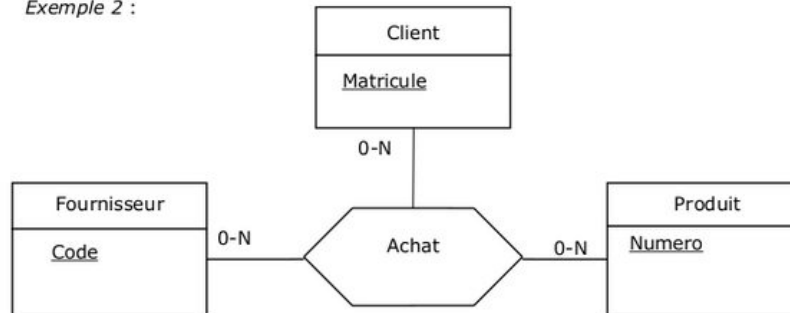 Exemple 2 :
Client
Matricule
0-N
Fournisseur
Code
0-N
Achat
0-N
Produit
Numero